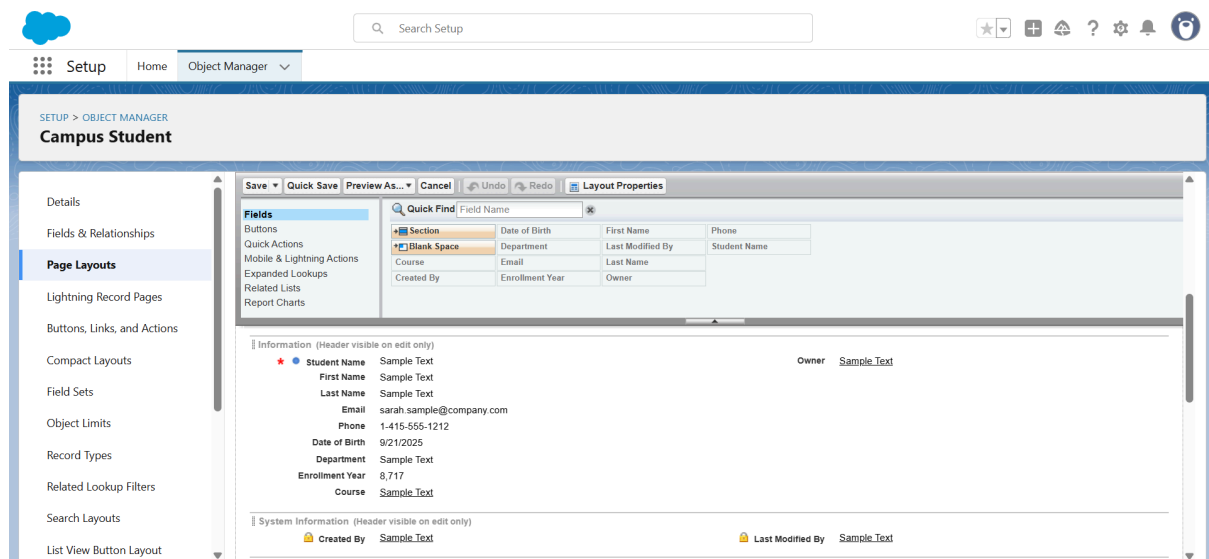 Search Setup
Setup Home Object Manager
SETUP > OBJECT MANAGER
Campus Student
Details
Fields & Relationships
Page Layouts
Lightning Record Pages
Buttons, Links, and Actions
Compact Layouts
Field Sets
Object Limits
Record Types
Related Lookup Filters
Search Layouts
List View Button Layout
Save Quick Save Preview As... Cancel Undo Redo Layout Properties
Fields
Buttons
Quick Actions
Mobile & Lightning Actions
Expanded Lookups
Related Lists
Report Charts
Quick Find Field Name
Section Date of Birth First Name Phone
Blank Space Department Last Modified By Student Name
Course Email Last Name
Created By Enrollment Year Owner
Information (Header visible on edit only)
* Student Name Sample Text Owner Sample Text
First Name Sample Text
Last Name Sample Text
Email sarah.sample@company.com
Phone 1-415-555-1212
Date of Birth 9/21/2025
Department Sample Text
Enrollment Year 8,717
Course Sample Text
System Information (Header visible on edit only)
Created By Sample Text Last Modified By Sample Text